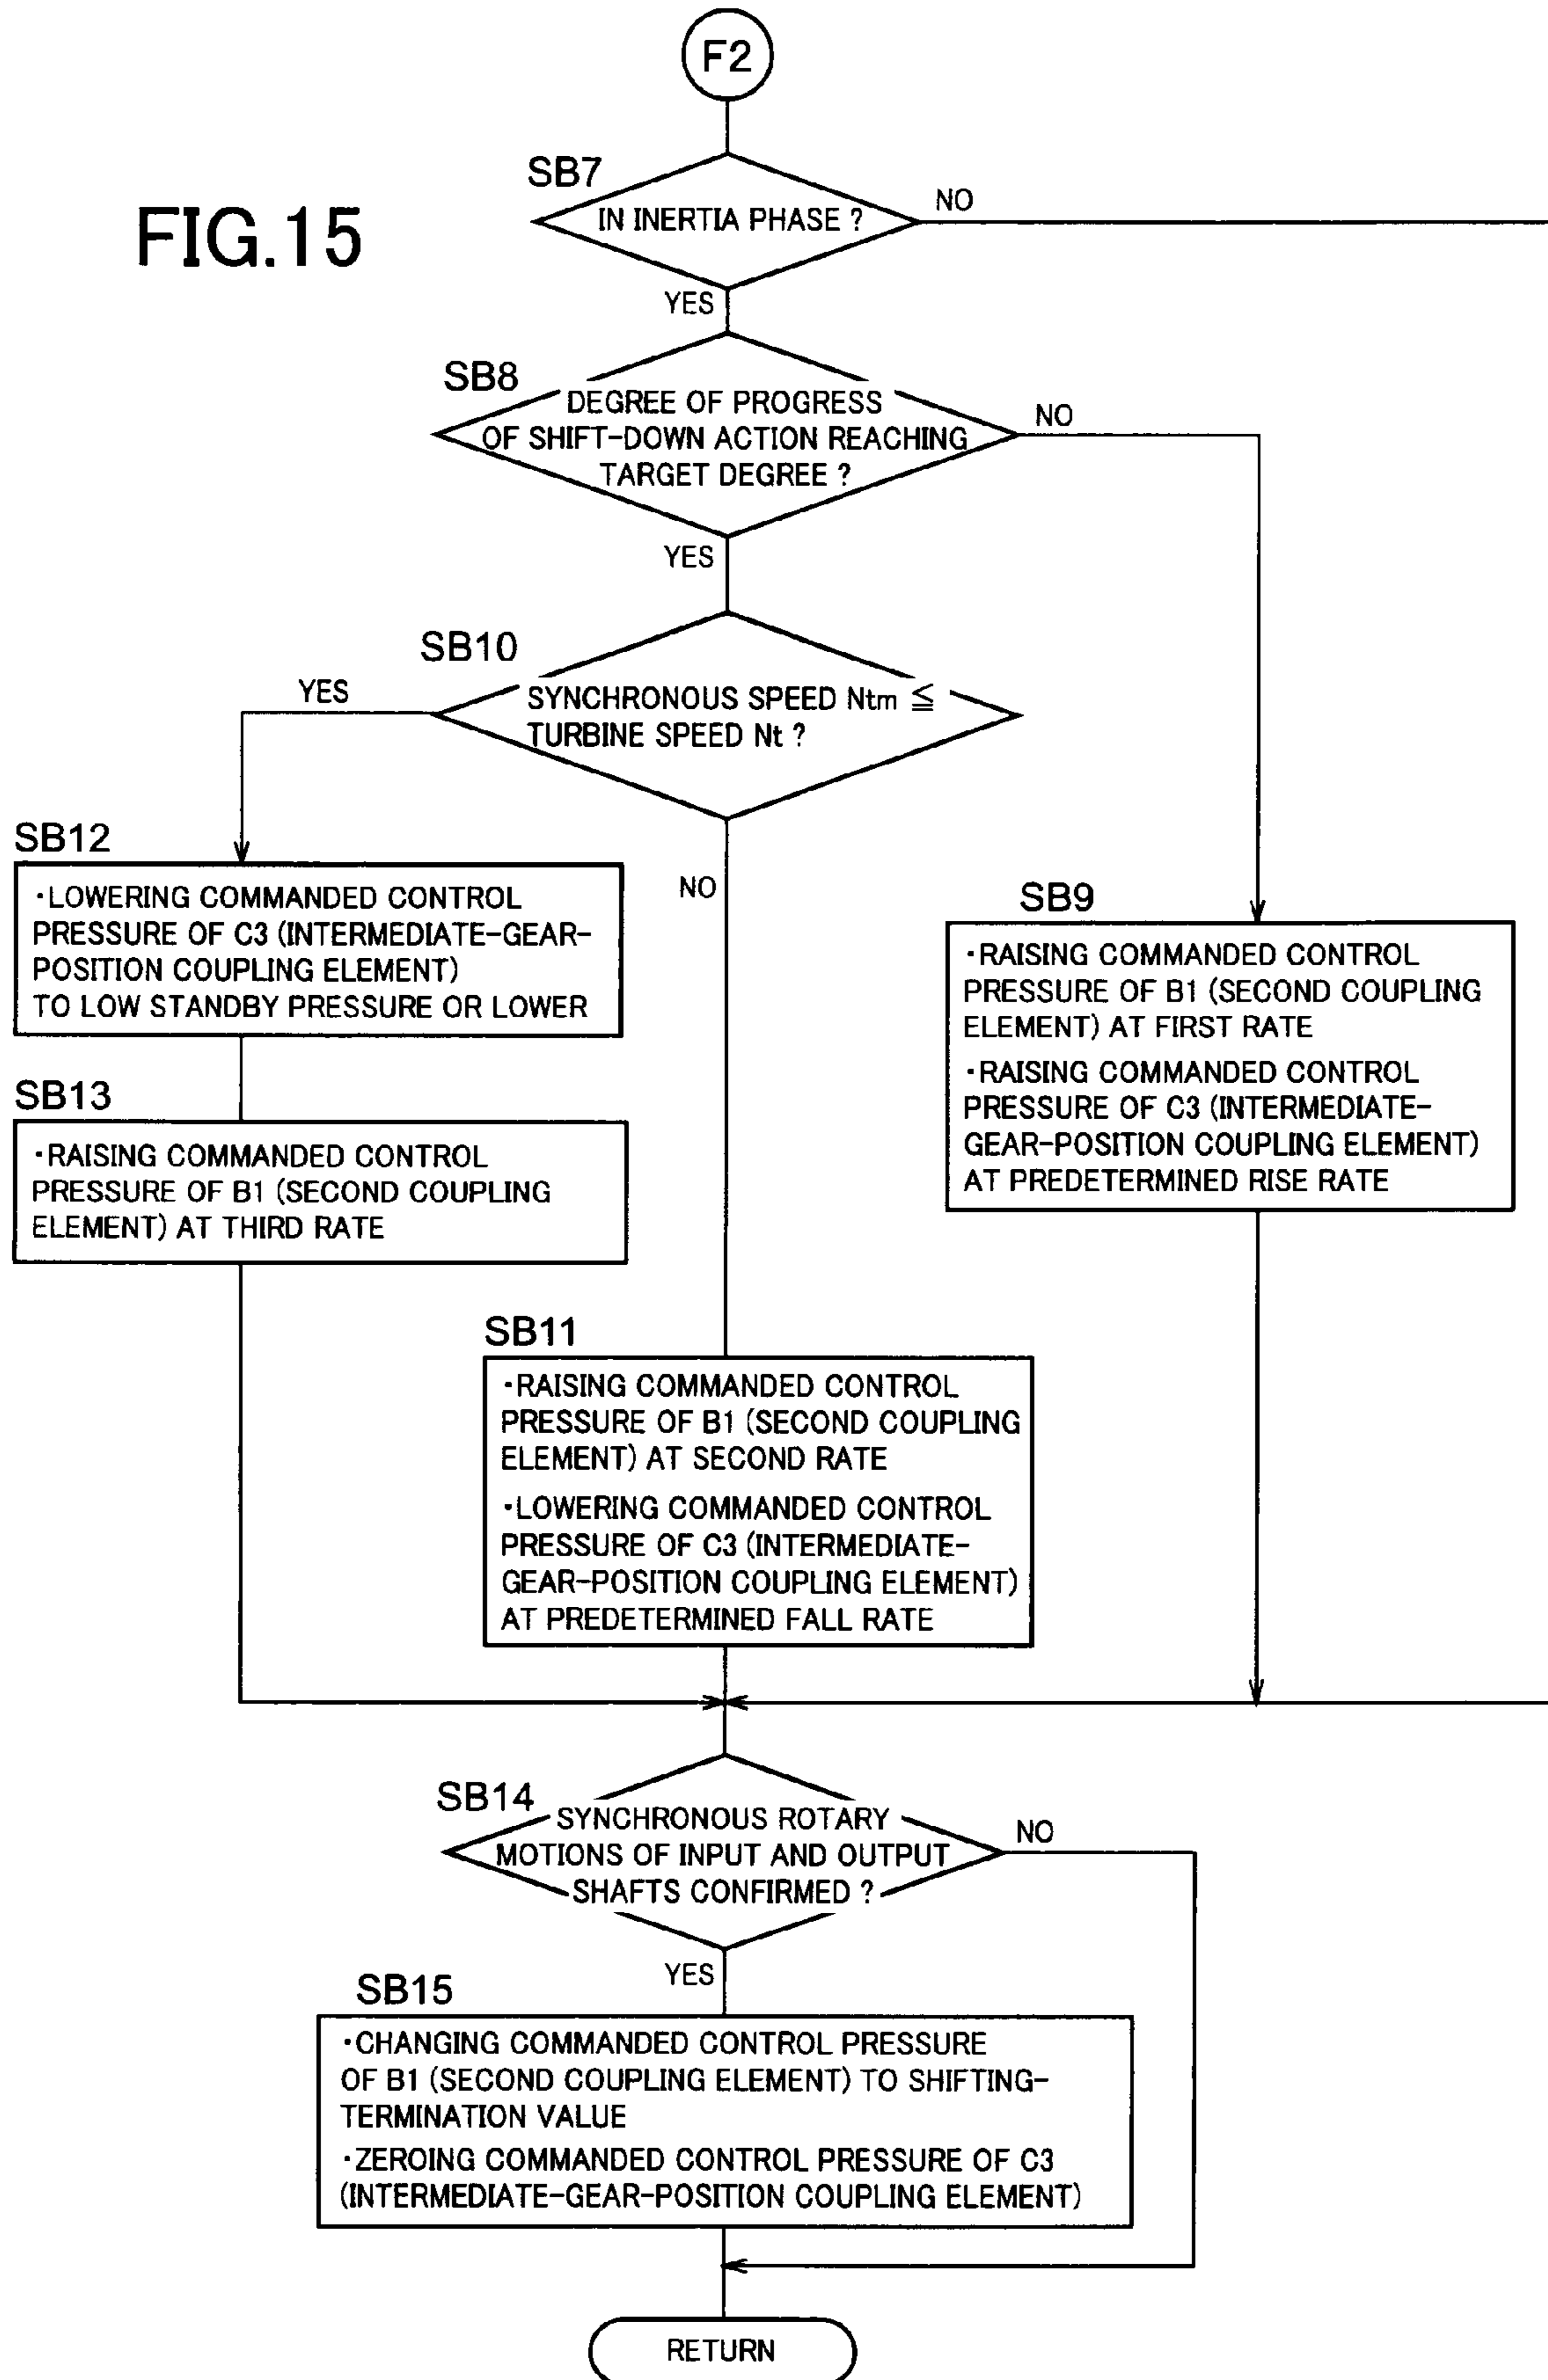 F2
FIG.15
SB7
IN INERTIA PHASE ?
NO
YES
SB8
DEGREE OF PROGRESS
OF SHIFT-DOWN ACTION REACHING
TARGET DEGREE ?
NO
YES
SB10
SYNCHRONOUS SPEED Ntm ≦
TURBINE SPEED Nt ?
YES
NO
SB12
・LOWERING COMMANDED CONTROL
PRESSURE OF C3 (INTERMEDIATE-GEAR-
POSITION COUPLING ELEMENT)
TO LOW STANDBY PRESSURE OR LOWER
SB9
・RAISING COMMANDED CONTROL
PRESSURE OF B1 (SECOND COUPLING
ELEMENT) AT FIRST RATE
・RAISING COMMANDED CONTROL
PRESSURE OF C3 (INTERMEDIATE-
GEAR-POSITION COUPLING ELEMENT)
AT PREDETERMINED RISE RATE
SB13
・RAISING COMMANDED CONTROL
PRESSURE OF B1 (SECOND COUPLING
ELEMENT) AT THIRD RATE
SB11
・RAISING COMMANDED CONTROL
PRESSURE OF B1 (SECOND COUPLING
ELEMENT) AT SECOND RATE
・LOWERING COMMANDED CONTROL
PRESSURE OF C3 (INTERMEDIATE-
GEAR-POSITION COUPLING ELEMENT)
AT PREDETERMINED FALL RATE
SB14
SYNCHRONOUS ROTARY
MOTIONS OF INPUT AND OUTPUT
SHAFTS CONFIRMED ?
NO
YES
SB15
・CHANGING COMMANDED CONTROL PRESSURE
OF B1 (SECOND COUPLING ELEMENT) TO SHIFTING-
TERMINATION VALUE
・ZEROING COMMANDED CONTROL PRESSURE OF C3
(INTERMEDIATE-GEAR-POSITION COUPLING ELEMENT)
RETURN